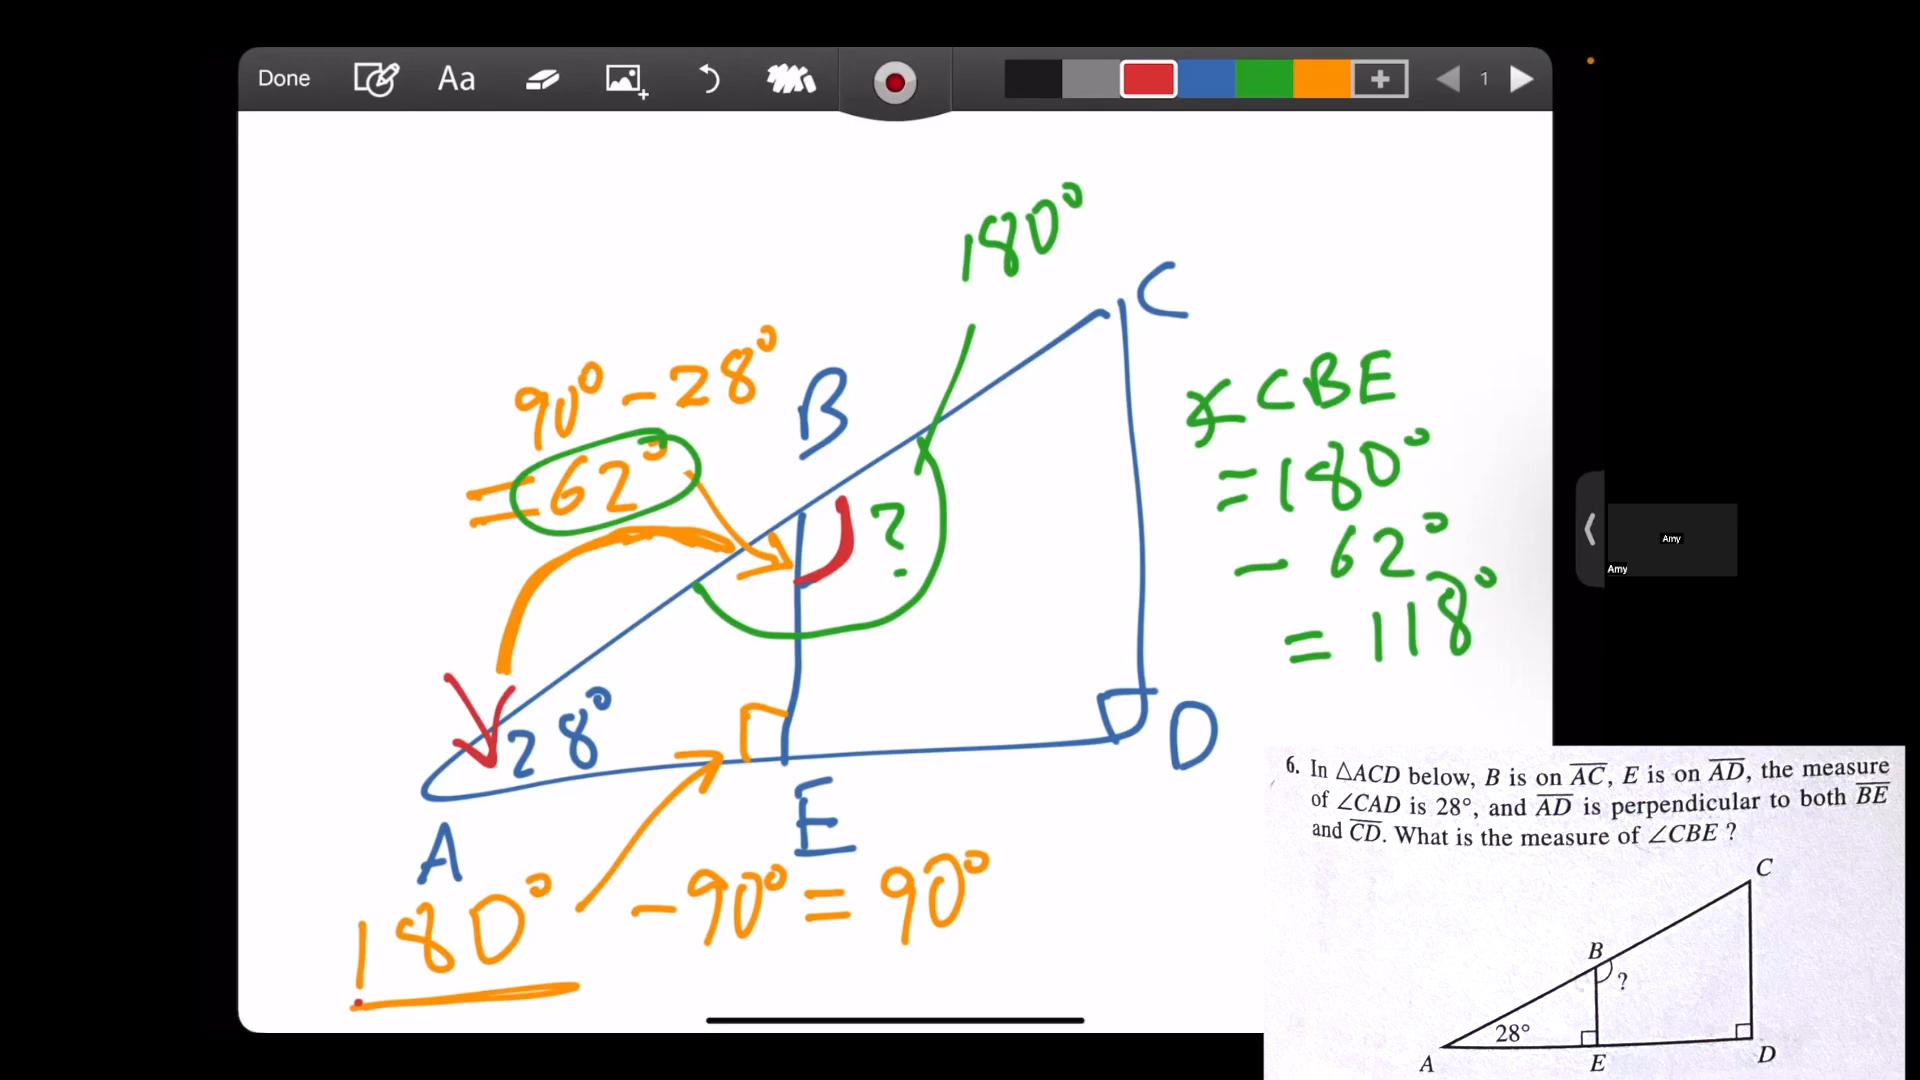 Done
Aa
1
180°
C
90° - 28°
= 62°
B
?
∡CBE
= 180°
- 62°
= 118°
28°
A
E
D
180° - 90° = 90°
Amy
Amy
6. In △ACD below, B is on AC, E is on AD, the measure
of ∠CAD is 28°, and AD is perpendicular to both BE
and CD. What is the measure of ∠CBE ?
C
B
?
28°
A
E
D